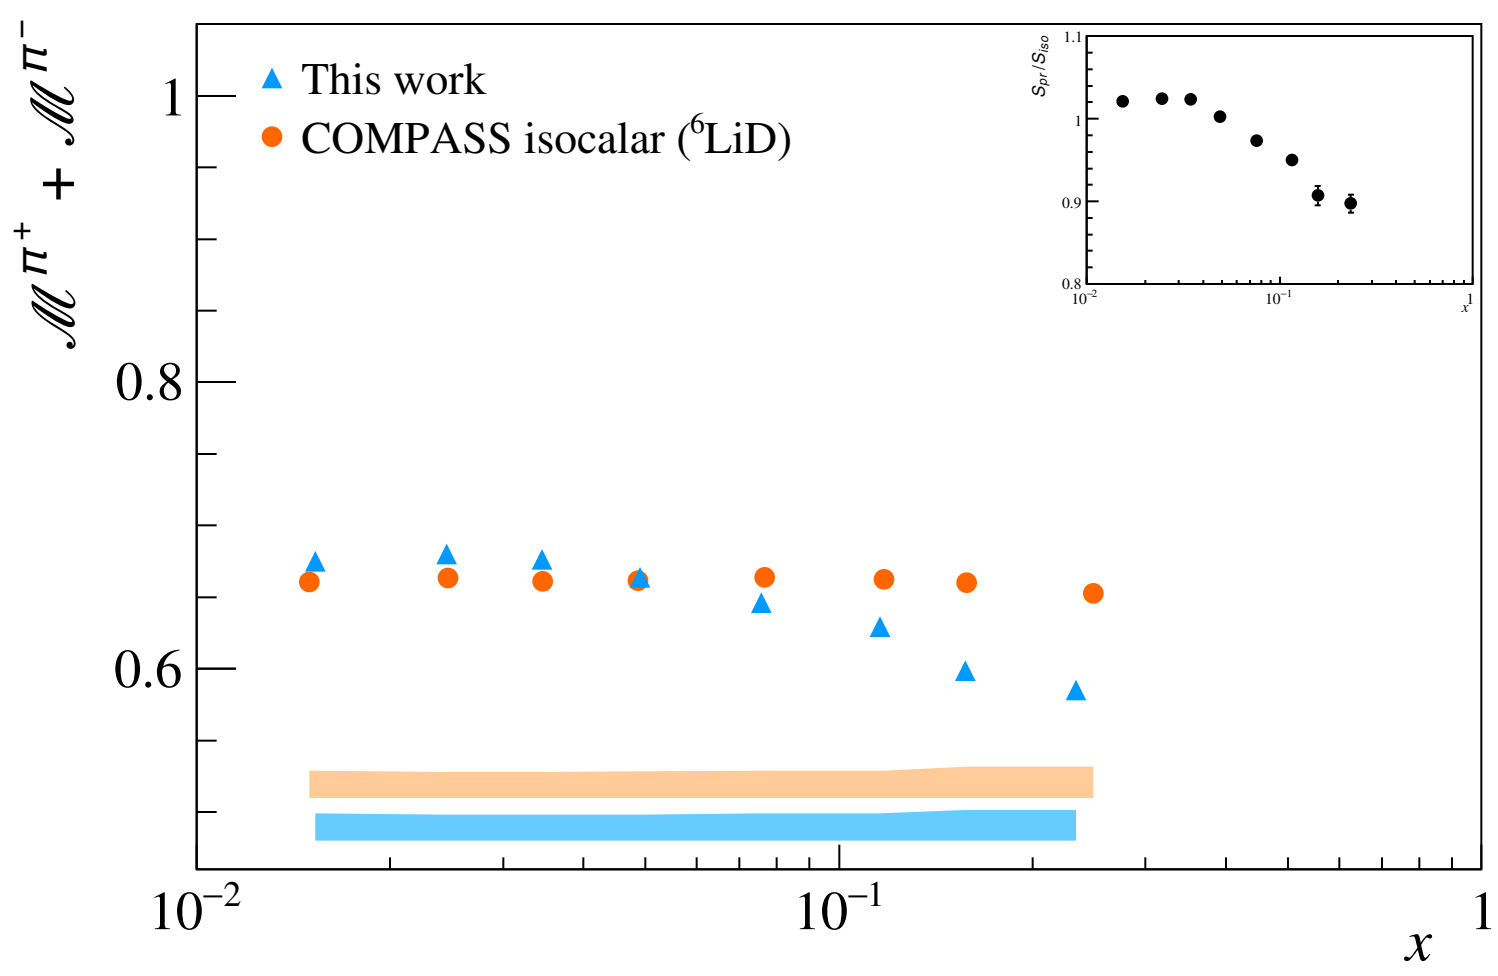 ℳ^π⁺ + ℳ^π⁻
This work
COMPASS isocalar (⁶LiD)
1
0.8
0.6
10⁻²
10⁻¹
1
x
S_pr/S_iso
1.1
1
0.9
0.8
10⁻²
10⁻¹
1
x